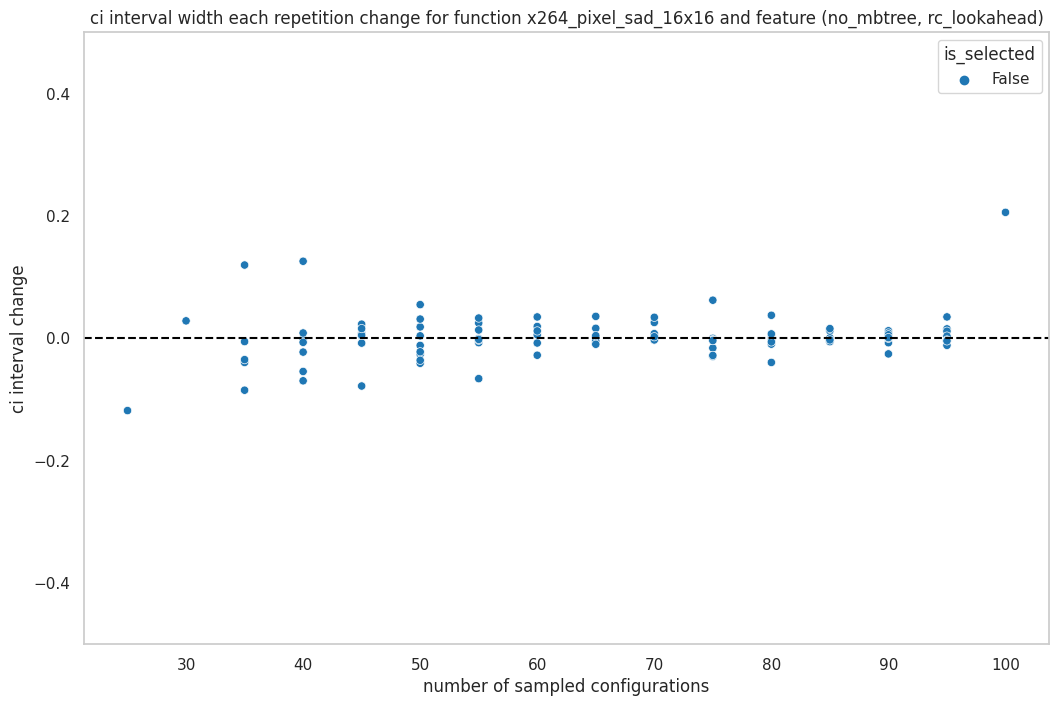 ci interval width each repetition change for function x264_pixel_sad_16x16 and feature (no_mbtree, rc_lookahead)
is_selected
False
0.4
0.2
0.0
−0.2
−0.4
ci interval change
30 40 50 60 70 80 90 100
number of sampled configurations